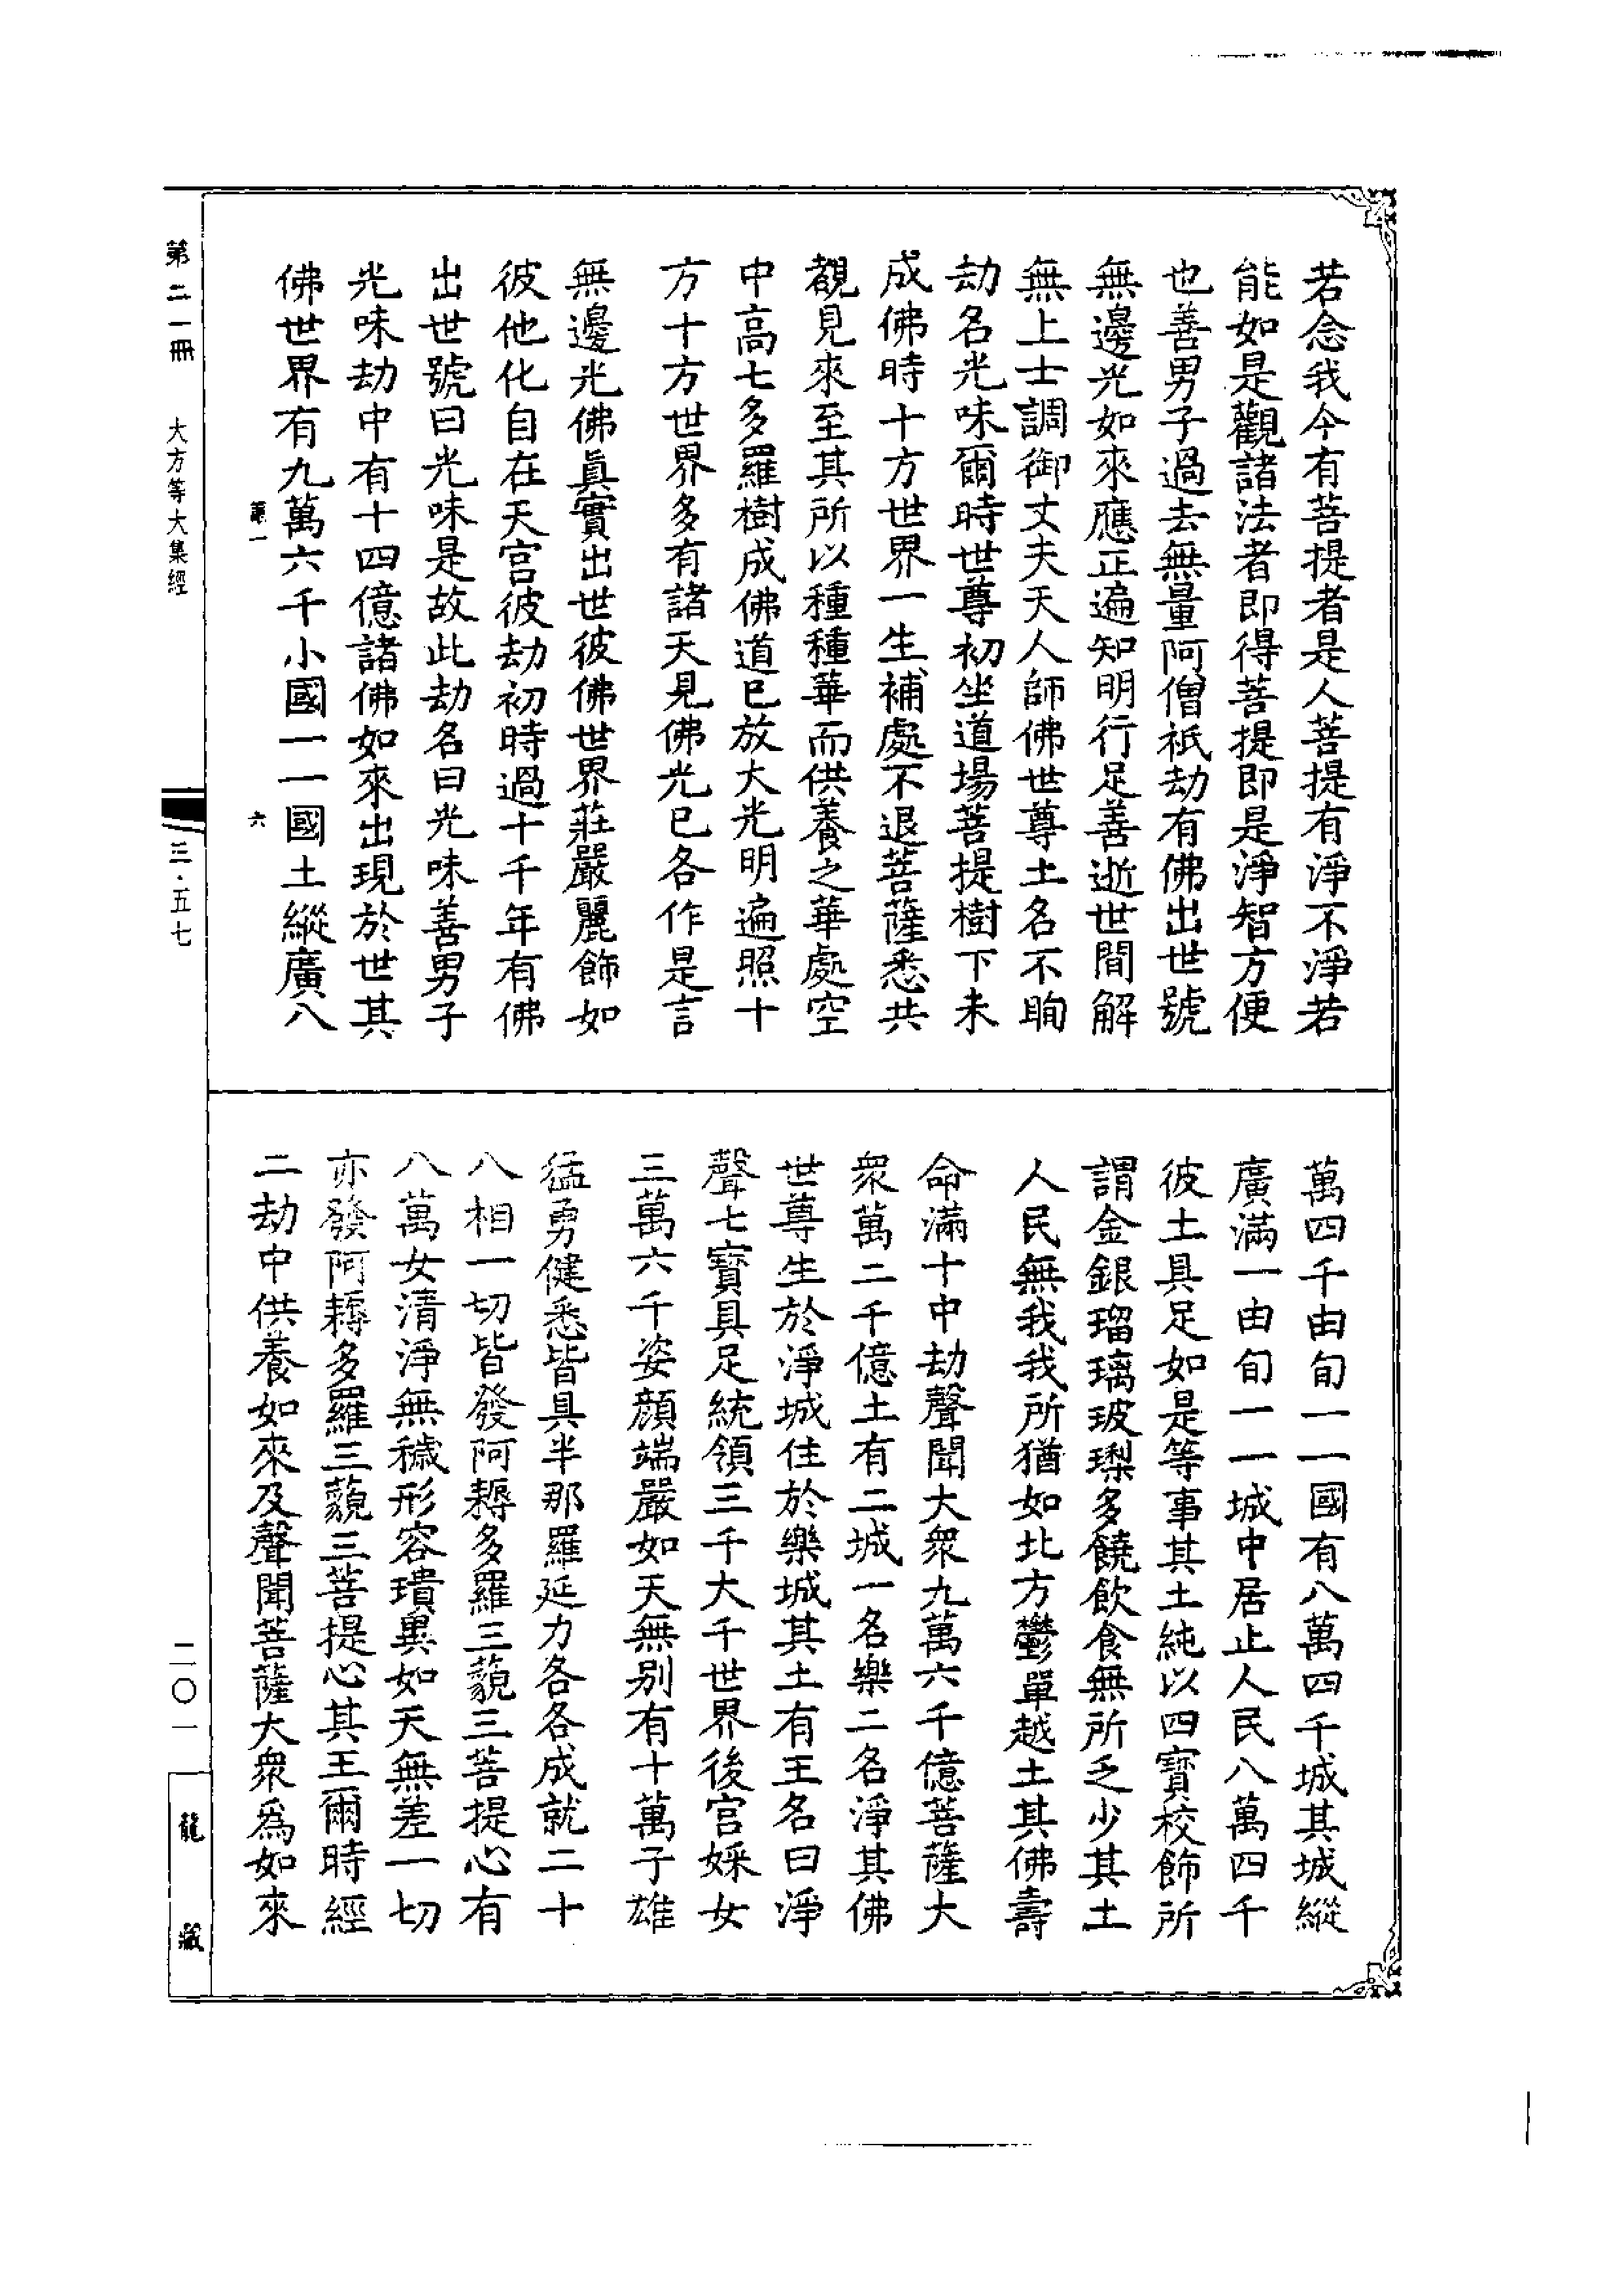 若念我今有菩提者是人菩提有淨不淨若
能如是觀諸法者即得菩提即是淨智方便
也善男子過去無量阿僧祇劫有佛出世號
無邊光如來應正遍知明行足善逝世間解
無上士調御丈夫天人師佛世尊土名不眴
劫名光味爾時世尊初坐道場菩提樹下未
成佛時十方世界一生補處不退菩薩悉共
覩見來至其所以種種華而供養之華處空
中高七多羅樹成佛道已放大光明遍照十
方十方世界多有諸天見佛光已各作是言
無邊光佛眞實出世彼佛世界莊嚴麗飾如
彼他化自在天宮彼劫初時過十千年有佛
出世號曰光味是故此劫名曰光味善男子
光味劫中有十四億諸佛如來出現於世其
佛世界有九萬六千小國一一國土縱廣八
萬四千由旬一一國有八萬四千城其城縱
廣滿一由旬一一城中居止人民八萬四千
彼土具足如是等事其土純以四寶校飾所
謂金銀瑠璃玻瓈多饒飲食無所乏少其土
人民無我我所猶如北方鬱單越土其佛壽
命滿十中劫聲聞大衆九萬六千億菩薩大
衆萬二千億土有二城一名樂二名淨其佛
世尊生於淨城住於樂城其土有王名曰淨
聲七寶具足統領三千大千世界後宮婇女
三萬六千姿顏端嚴如天無別有十萬子雄
猛勇健悉皆具半那羅延力各各成就二十
八相一切皆發阿耨多羅三藐三菩提心有
八萬女清淨無穢形容瓌異如天無差一切
亦發阿耨多羅三藐三菩提心其王爾時經
二劫中供養如來及聲聞菩薩大衆爲如來
第二一冊 大方等大集經 三·五七
六
二〇一
龍藏